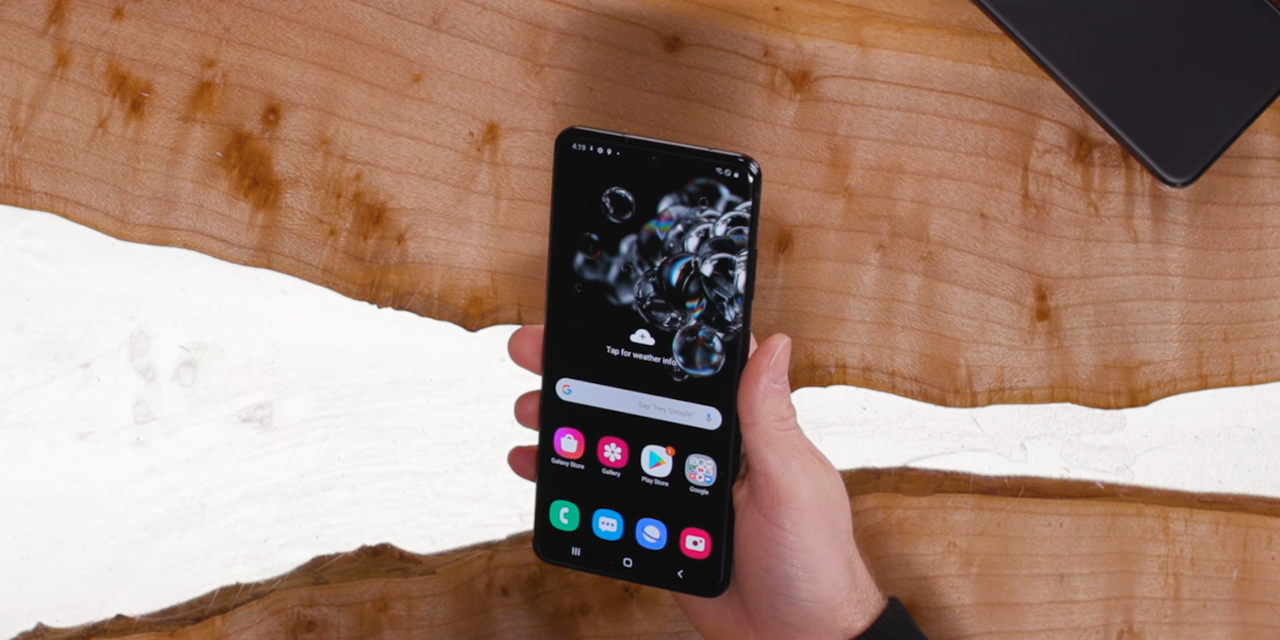 4:19
Tap for weather info
Say "Hey Google"
Galaxy Store
Gallery
Play Store
Google